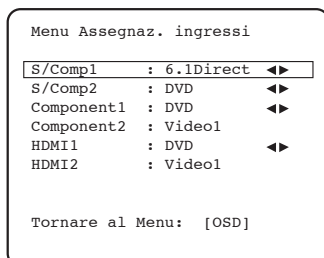 Menu Assegnaz. ingressi
S/Comp1 : 6.1Direct ◄►
S/Comp2 : DVD ◄►
Component1 : DVD ◄►
Component2 : Video1
HDMI1 : DVD ◄►
HDMI2 : Video1
Tornare al Menu: [OSD]